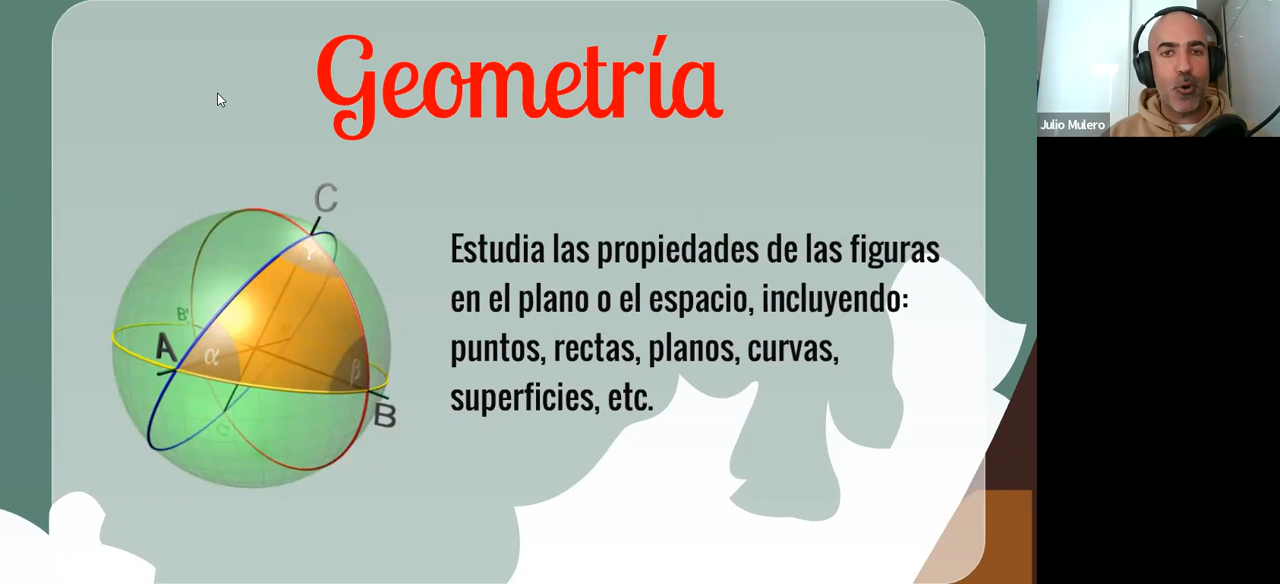 Geometría
Julio Mulero
C
Estudia las propiedades de las figuras
en el plano o el espacio, incluyendo:
puntos, rectas, planos, curvas,
superficies, etc.
γ
B'
A
α
β
B